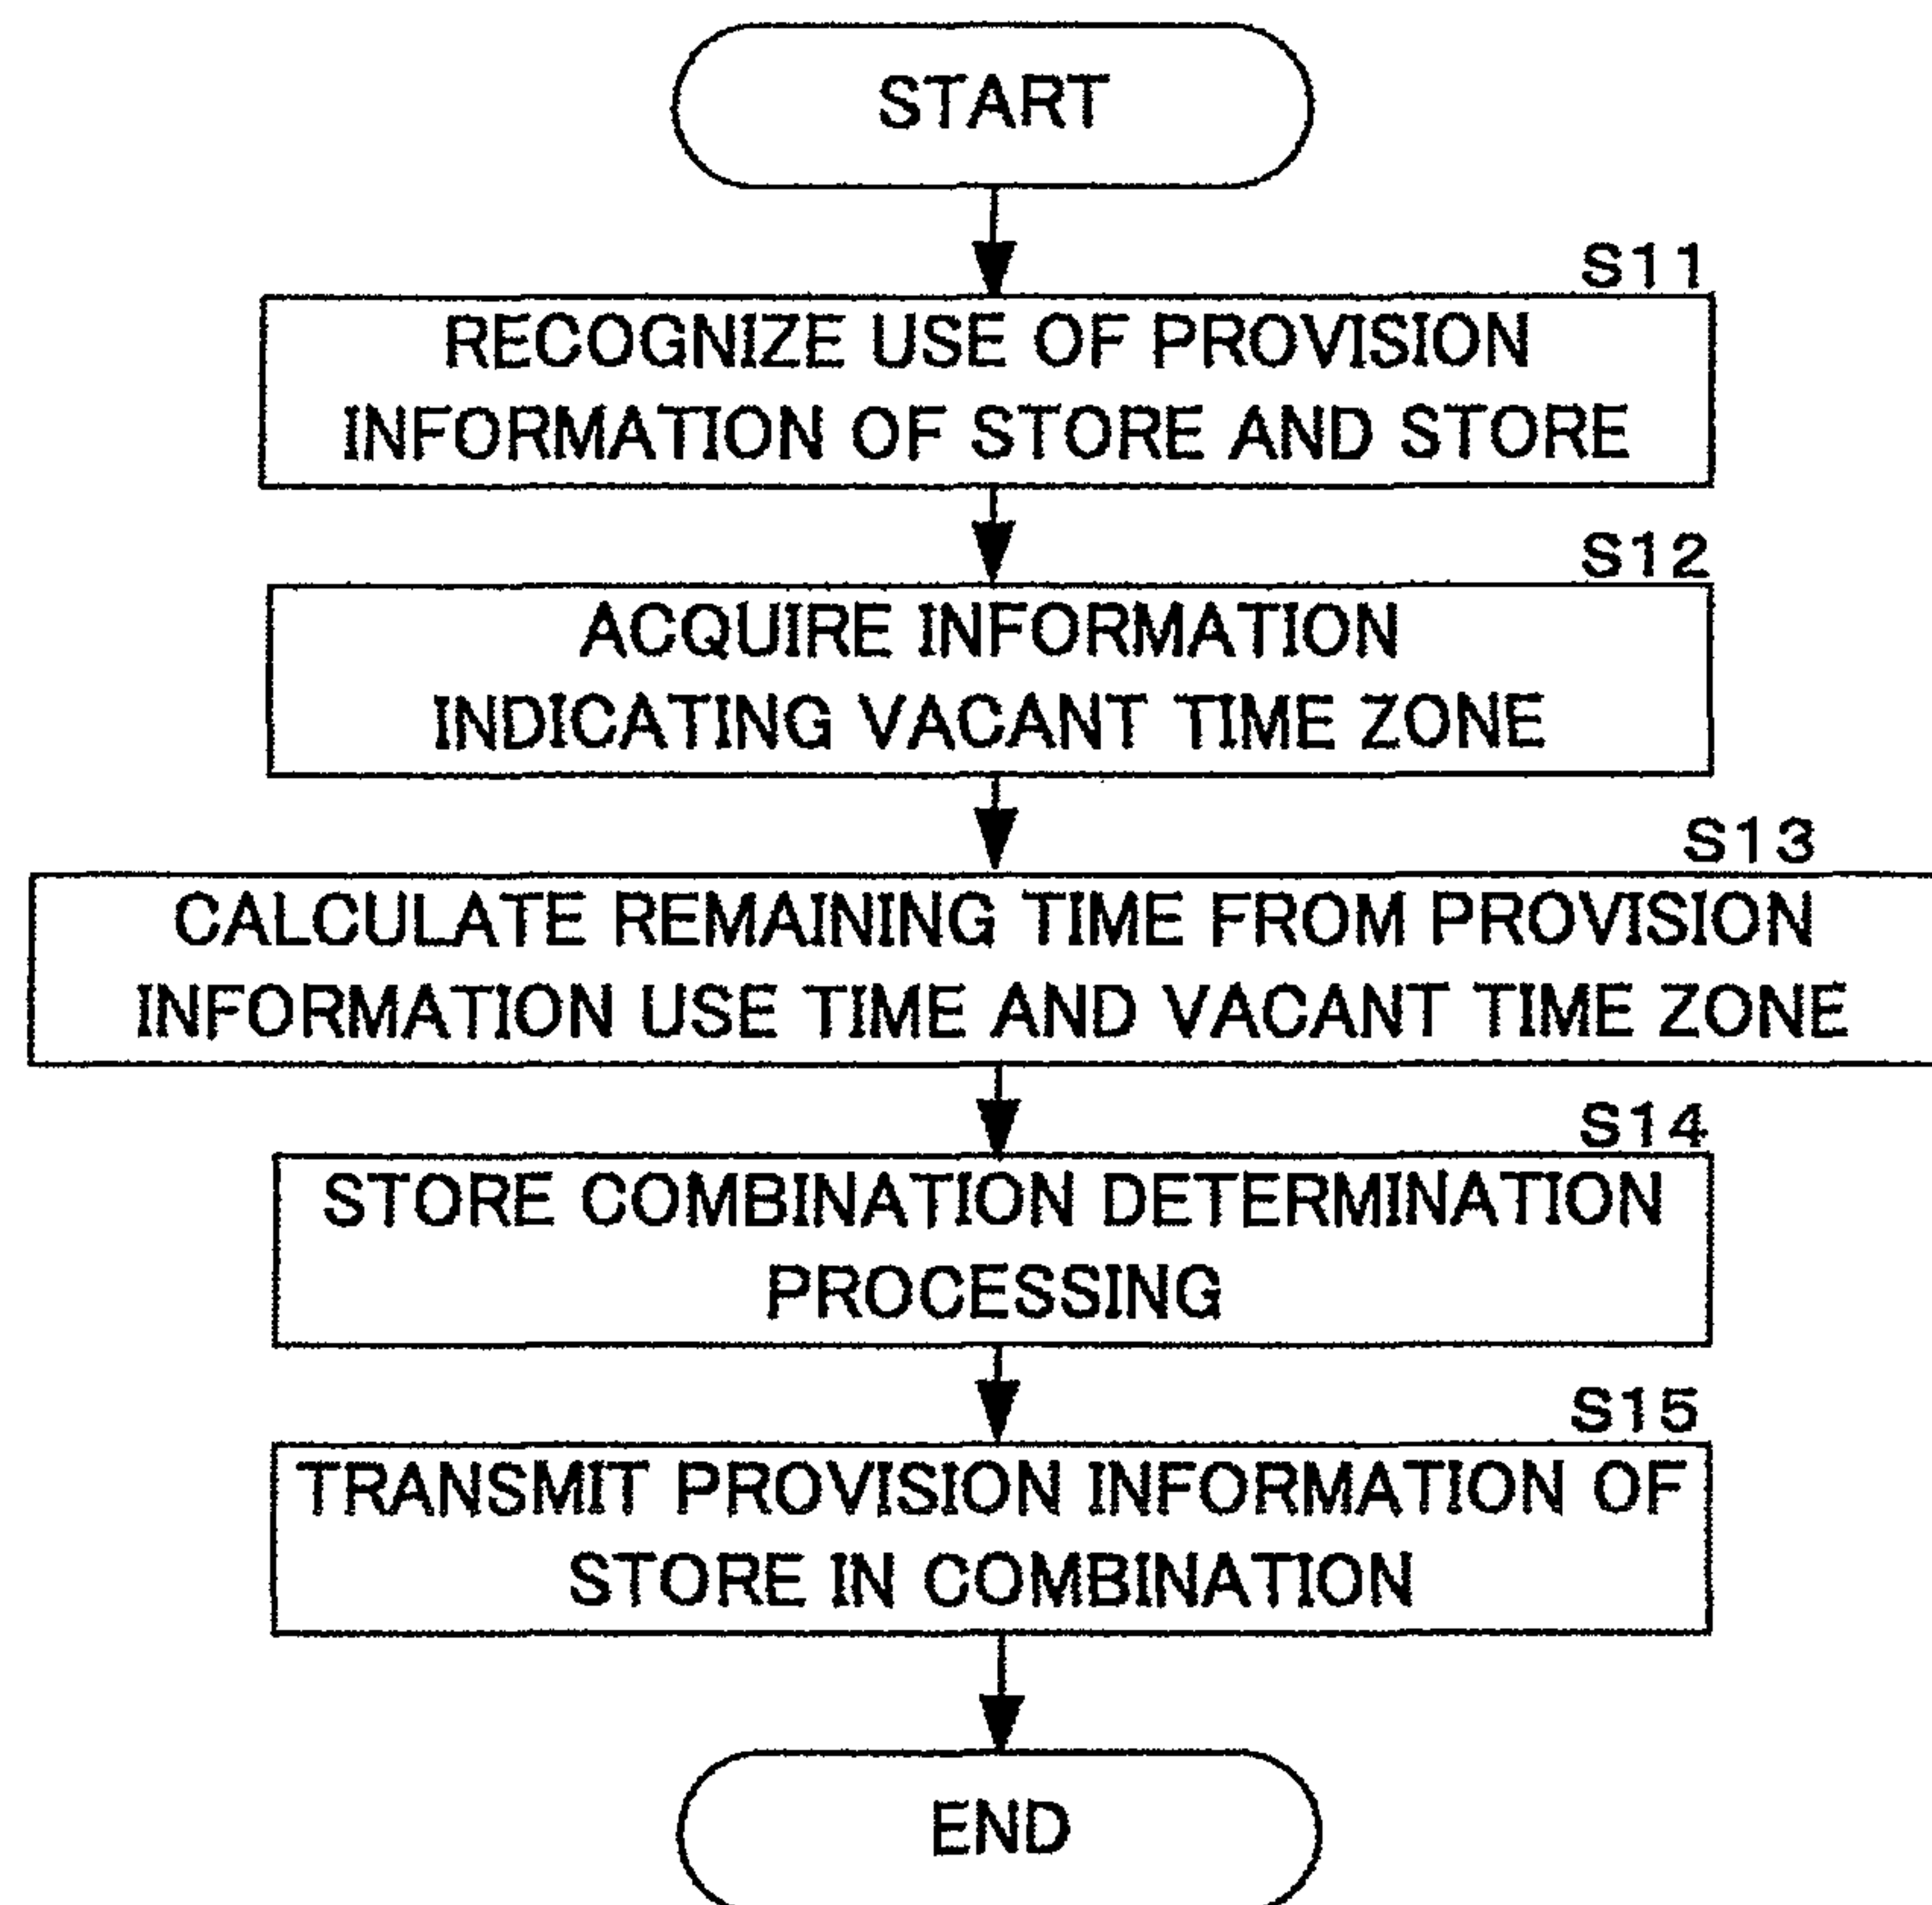 START
S11
RECOGNIZE USE OF PROVISION
INFORMATION OF STORE AND STORE
S12
ACQUIRE INFORMATION
INDICATING VACANT TIME ZONE
S13
CALCULATE REMAINING TIME FROM PROVISION
INFORMATION USE TIME AND VACANT TIME ZONE
S14
STORE COMBINATION DETERMINATION
PROCESSING
S15
TRANSMIT PROVISION INFORMATION OF
STORE IN COMBINATION
END